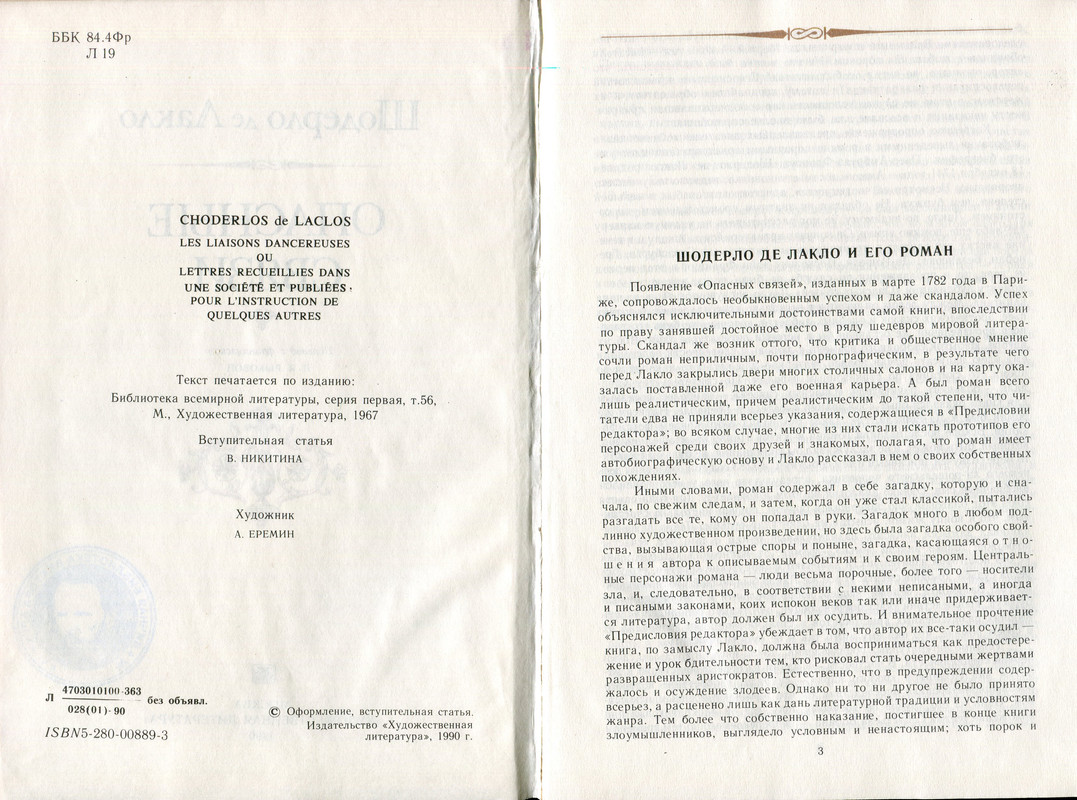 ББК 84.4Фр
Л 19
CHODERLOS de LACLOS
LES LIAISONS DANCEREUSES
OU
LETTRES RECUEILLIES DANS
UNE SOCIÉTÉ ET PUBLIÉES
POUR L'INSTRUCTION DE
QUELQUES AUTRES
Текст печатается по изданию:
Библиотека всемирной литературы, серия первая, т.56,
М., Художественная литература, 1967
Вступительная статья
В. НИКИТИНА
Художник
А. ЕРЕМИН
Л 4703010100-363
028(01)-90 без объявл.
ISBN5-280-00889-3
© Оформление, вступительная статья.
Издательство «Художественная
литература», 1990 г.
ШОДЕРЛО ДЕ ЛАКЛО И ЕГО РОМАН
Появление «Опасных связей», изданных в марте 1782 года в Пари-
же, сопровождалось необыкновенным успехом и даже скандалом. Успех
объяснялся исключительными достоинствами самой книги, впоследствии
по праву занявшей достойное место в ряду шедевров мировой литера-
туры. Скандал же возник оттого, что критика и общественное мнение
сочли роман неприличным, почти порнографическим, в результате чего
перед Лакло закрылись двери многих столичных салонов и на карту ока-
залась поставленной даже его военная карьера. А был роман всего
лишь реалистическим, причем реалистическим до такой степени, что чи-
татели едва не приняли всерьез указания, содержащиеся в «Предисловии
редактора»; во всяком случае, многие из них стали искать прототипов его
персонажей среди своих друзей и знакомых, полагая, что роман имеет
автобиографическую основу и Лакло рассказал в нем о своих собственных
похождениях.
Иными словами, роман содержал в себе загадку, которую и сна-
чала, по свежим следам, и затем, когда он уже стал классикой, пытались
разгадать все те, кому он попадал в руки. Загадок много в любом под-
линно художественном произведении, но здесь была загадка особого свой-
ства, вызывающая острые споры и поныне, загадка, касающаяся о т н о-
ш е н и я автора к описываемым событиям и к своим героям. Централь-
ные персонажи романа — люди весьма порочные, более того — носители
зла, и, следовательно, в соответствии с некими неписаными, а иногда
и писаными законами, коих испокон веков так или иначе придерживает-
ся литература, автор должен был их осудить. И внимательное прочтение
«Предисловия редактора» убеждает в том, что автор их все-таки осудил —
книга, по замыслу Лакло, должна была восприниматься как предостере-
жение и урок бдительности тем, кто рисковал стать очередными жертвами
развращенных аристократов. Естественно, что в предупреждении содер-
жалось и осуждение злодеев. Однако ни то ни другое не было принято
всерьез, а расценено лишь как дань литературной традиции и условностям
жанра. Тем более что собственно наказание, постигшее в конце книги
злоумышленников, выглядело условным и ненастоящим; хоть порок и
3